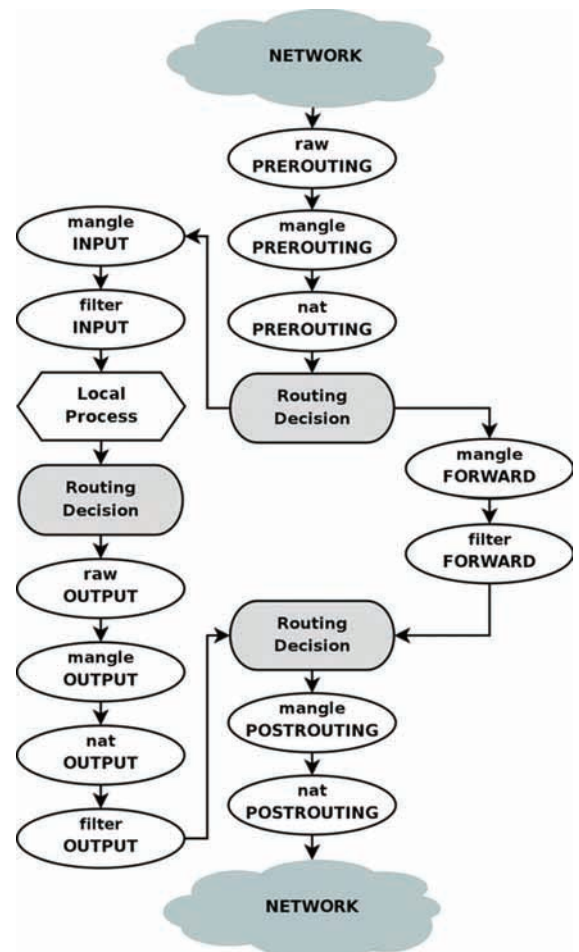 NETWORK
raw
PREROUTING
mangle
PREROUTING
nat
PREROUTING
Routing
Decision
mangle
INPUT
filter
INPUT
Local
Process
Routing
Decision
raw
OUTPUT
mangle
OUTPUT
nat
OUTPUT
filter
OUTPUT
mangle
FORWARD
filter
FORWARD
Routing
Decision
mangle
POSTROUTING
nat
POSTROUTING
NETWORK